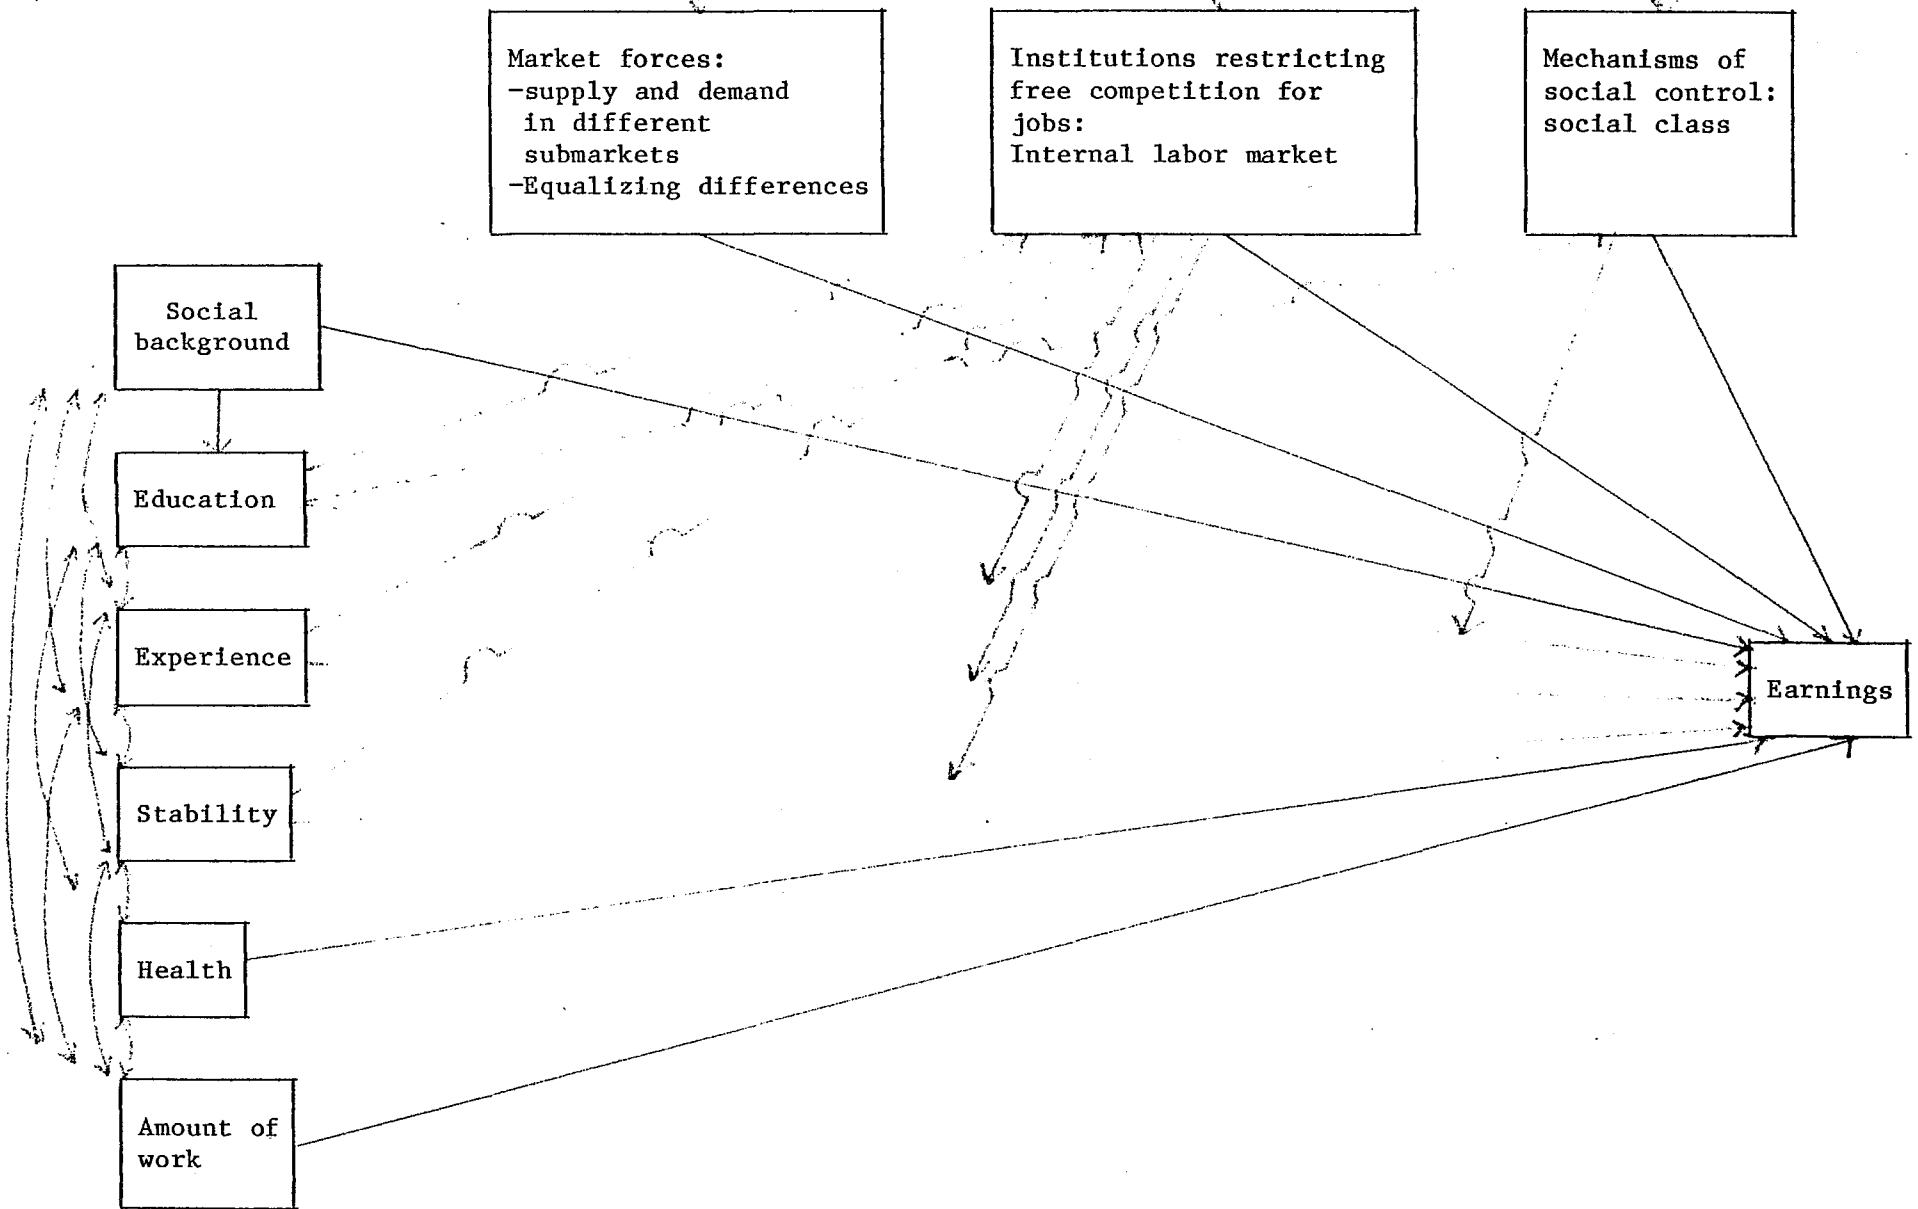 Market forces:
-supply and demand
in different
submarkets
-Equalizing differences
Institutions restricting
free competition for
jobs:
Internal labor market
Mechanisms of
social control:
social class
Social
background
Education
Experience
Stability
Health
Amount of
work
Earnings